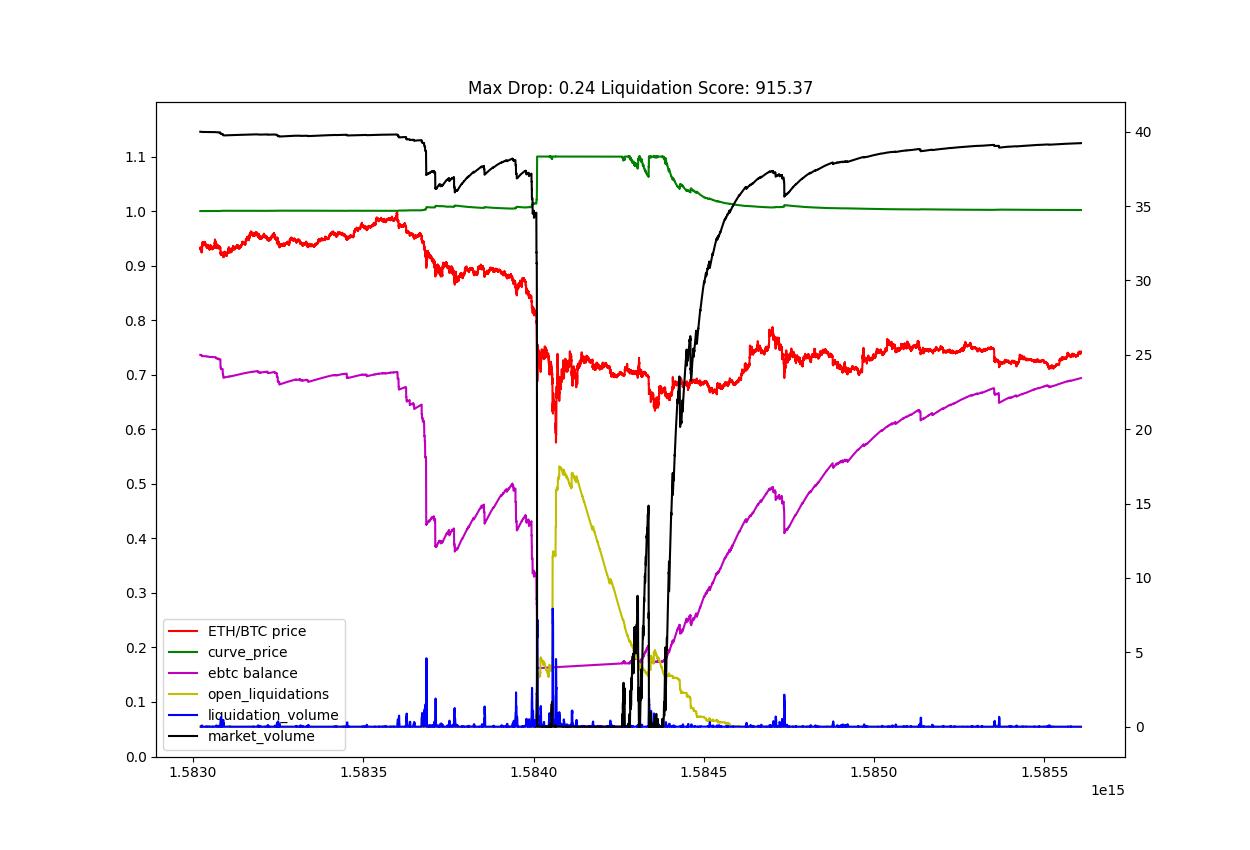 Max Drop: 0.24 Liquidation Score: 915.37
1.1
1.0
0.9
0.8
0.7
0.6
0.5
0.4
0.3
0.2
0.1
0.0
40
35
30
25
20
15
10
5
0
ETH/BTC price
curve_price
ebtc balance
open_liquidations
liquidation_volume
market_volume
1.5830 1.5835 1.5840 1.5845 1.5850 1.5855
1e15